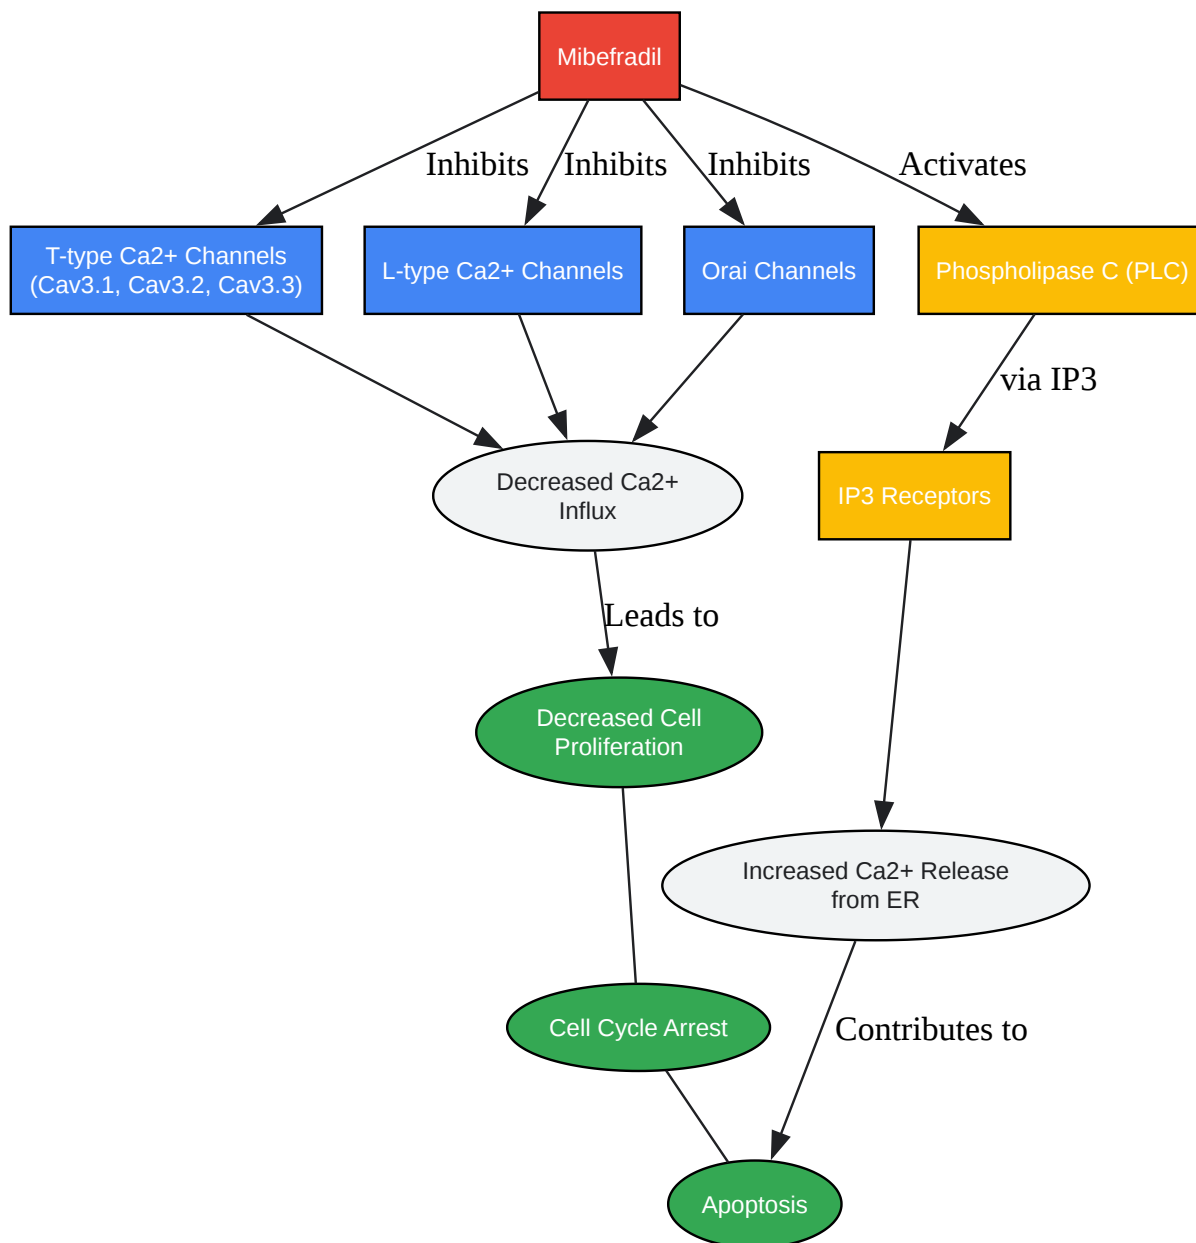 Mibefradil
Inhibits
Inhibits
Inhibits
Activates
T-type Ca2+ Channels
(Cav3.1, Cav3.2, Cav3.3)
L-type Ca2+ Channels
Orai Channels
Phospholipase C (PLC)
via IP3
Decreased Ca2+
Influx
IP3 Receptors
Leads to
Decreased Cell
Proliferation
Increased Ca2+ Release
from ER
Cell Cycle Arrest
Contributes to
Apoptosis